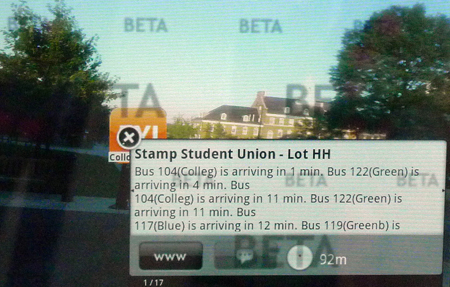 BETA
BETA
BETA
TA
BE
Stamp Student Union - Lot HH
Bus 104(Colleg) is arriving in 1 min. Bus 122(Green) is
arriving in 4 min. Bus
104(Colleg) is arriving in 11 min. Bus 122(Green) is
arriving in 11 min. Bus
117(Blue) is arriving in 12 min. Bus 119(Greenb) is
BETA
BETA
BETA
www
92m
BETA
1/17